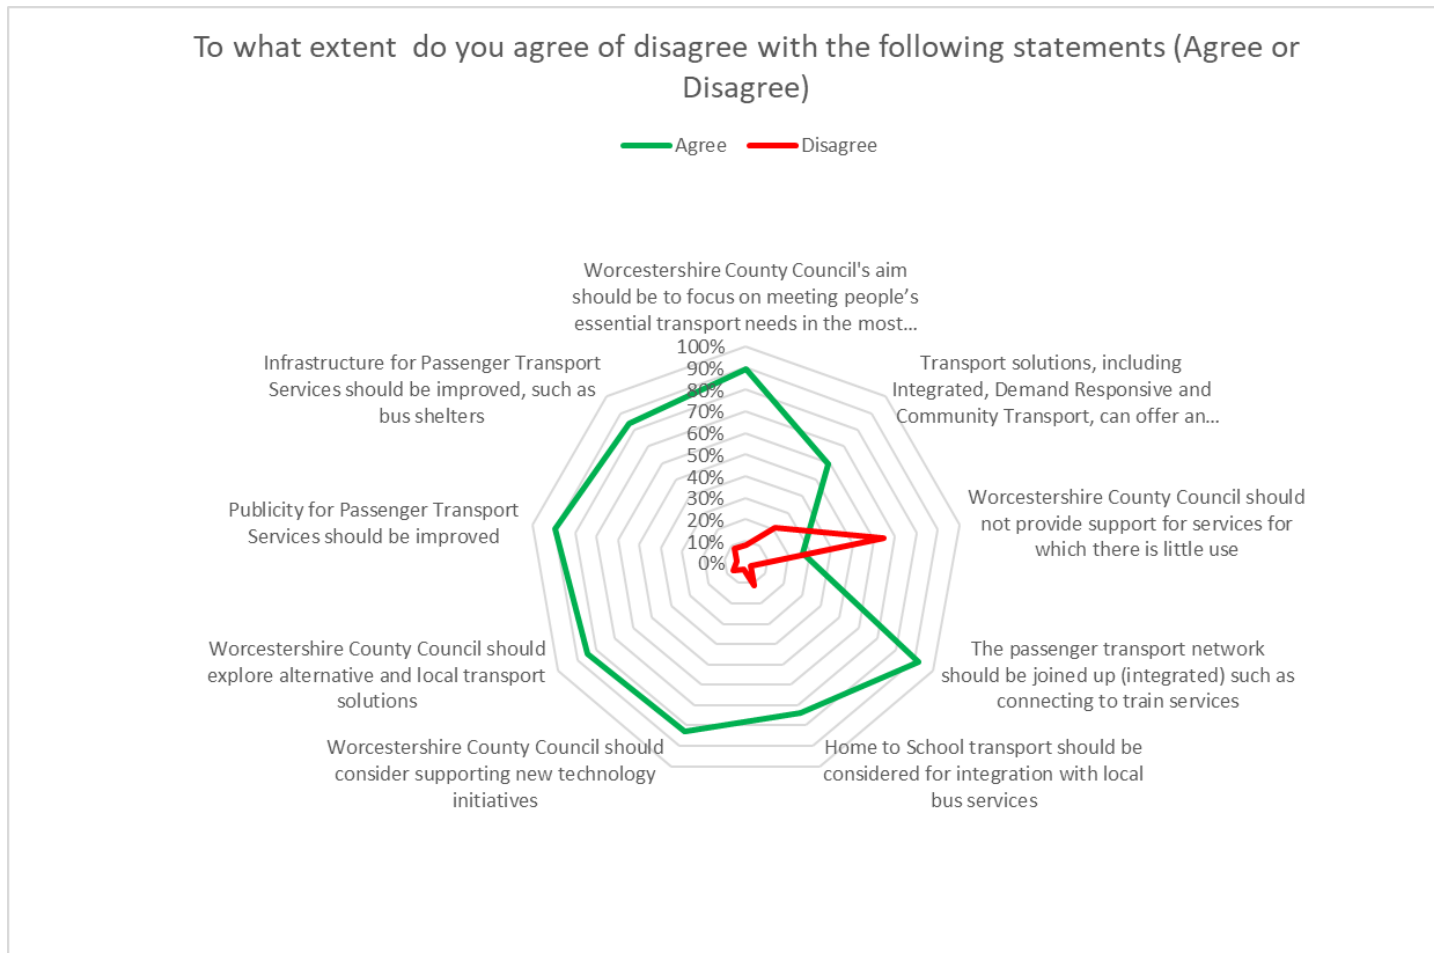 To what extent  do you agree of disagree with the following statements (Agree or
Disagree)
Agree
Disagree
Worcestershire County Council's aim
should be to focus on meeting people’s
essential transport needs in the most…
Transport solutions, including
Integrated, Demand Responsive and
Community Transport, can offer an…
Worcestershire County Council should
not provide support for services for
which there is little use
The passenger transport network
should be joined up (integrated) such as
connecting to train services
Home to School transport should be
considered for integration with local
bus services
Worcestershire County Council should
consider supporting new technology
initiatives
Worcestershire County Council should
explore alternative and local transport
solutions
Publicity for Passenger Transport
Services should be improved
Infrastructure for Passenger Transport
Services should be improved, such as
bus shelters
100%
90%
80%
70%
60%
50%
40%
30%
20%
10%
0%